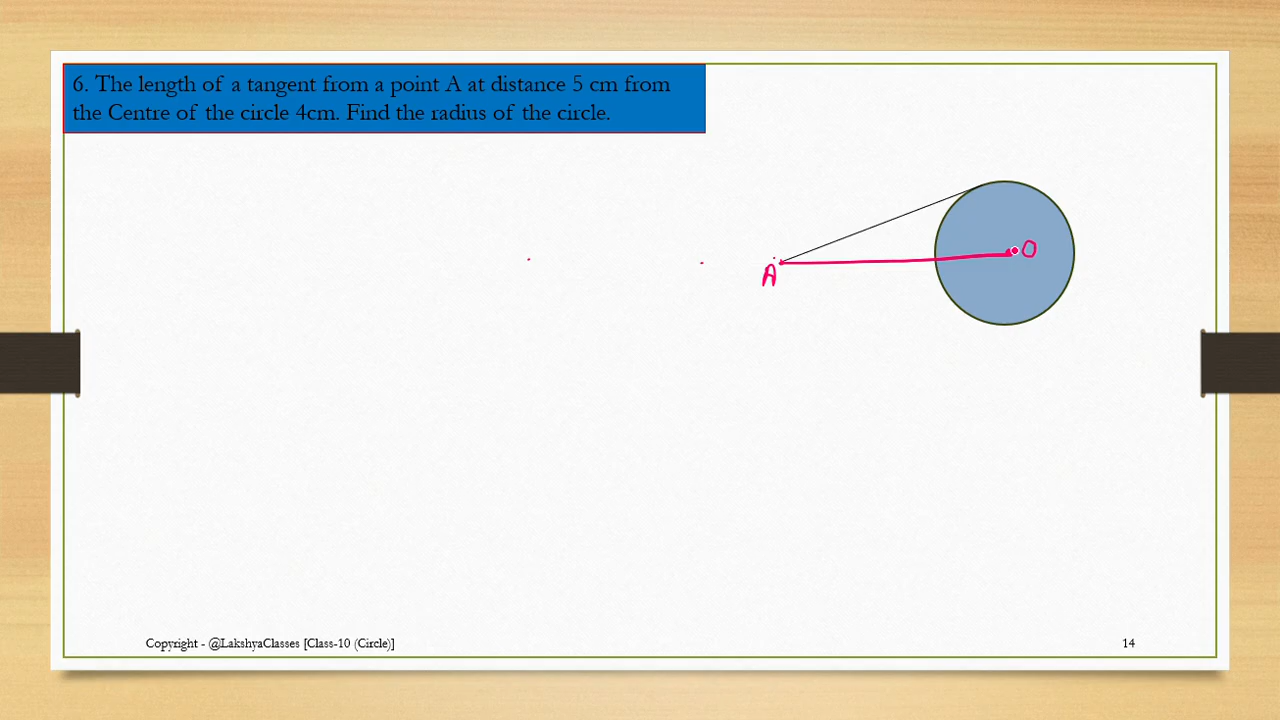 6. The length of a tangent from a point A at distance 5 cm from
the Centre of the circle 4cm. Find the radius of the circle.
A
O
Copyright - @LakshyaClasses [Class-10 (Circle)]
14